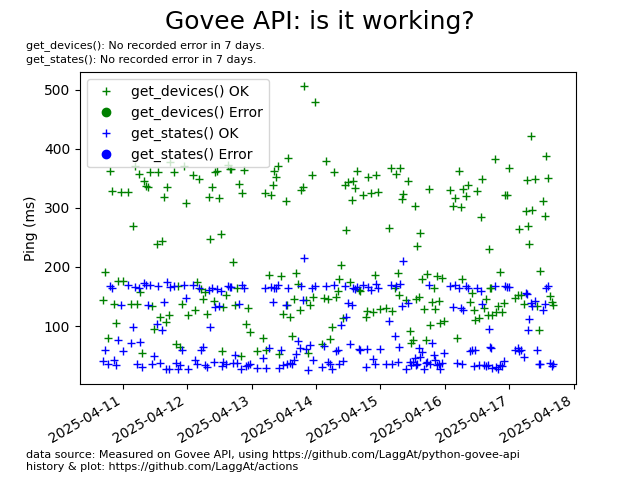 Govee API: is it working?
get_devices(): No recorded error in 7 days.
get_states(): No recorded error in 7 days.
get_devices() OK
get_devices() Error
get_states() OK
get_states() Error
Ping (ms)
500
400
300
200
100
2025-04-11
2025-04-12
2025-04-13
2025-04-14
2025-04-15
2025-04-16
2025-04-17
2025-04-18
data source: Measured on Govee API, using https://github.com/LaggAt/python-govee-api
history & plot: https://github.com/LaggAt/actions